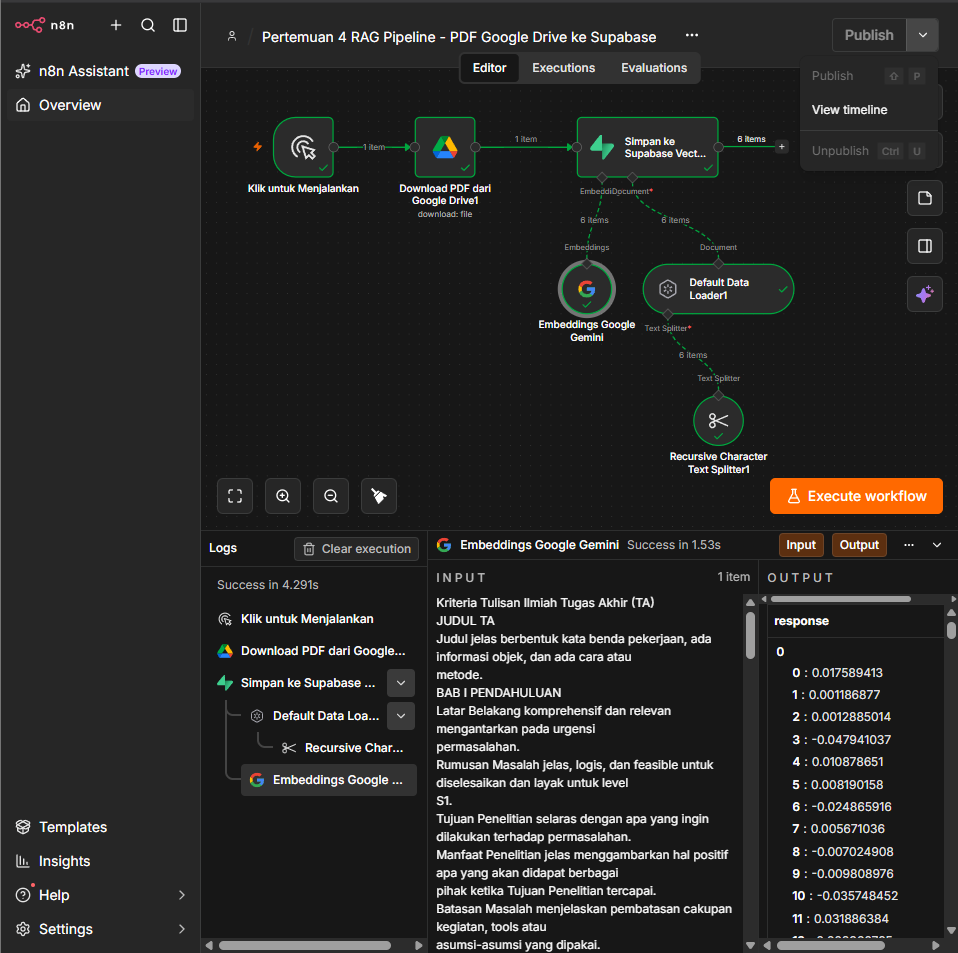 n8n
n8n Assistant Preview
Overview
Templates
Insights
Help
Settings
Pertemuan 4 RAG Pipeline - PDF Google Drive ke Supabase
Publish
Publish P
View timeline
Unpublish Ctrl U
Editor
Executions
Evaluations
1 item
1 item
6 items
Simpan ke
Supabase Vect...
Klik untuk Menjalankan
Download PDF dari
Google Drive1
download: file
EmbeddiDocument*
6 items
6 items
Embeddings
Document
Default Data
Loader1
Embeddings Google
Gemini
Text Splitter*
6 items
Text Splitter
Recursive Character
Text Splitter1
Execute workflow
Logs
Clear execution
Success in 4.291s
Klik untuk Menjalankan
Download PDF dari Google...
Simpan ke Supabase ...
Default Data Loa...
Recursive Char...
Embeddings Google ...
Embeddings Google Gemini Success in 1.53s
Input
Output
INPUT
1 item
Kriteria Tulisan Ilmiah Tugas Akhir (TA)
JUDUL TA
Judul jelas berbentuk kata benda pekerjaan, ada
informasi objek, dan ada cara atau
metode.
BAB I PENDAHULUAN
Latar Belakang komprehensif dan relevan
mengantarkan pada urgensi
permasalahan.
Rumusan Masalah jelas, logis, dan feasible untuk
diselesaikan dan layak untuk level
S1.
Tujuan Penelitian selaras dengan apa yang ingin
dilakukan terhadap permasalahan.
Manfaat Penelitian jelas menggambarkan hal positif
apa yang akan didapat berbagai
pihak ketika Tujuan Penelitian tercapai.
Batasan Masalah menjelaskan pembatasan cakupan
kegiatan, tools atau
asumsi-asumsi yang dipakai.
OUTPUT
response
0
0 : 0.017589413
1 : 0.001186877
2 : 0.0012885014
3 : -0.047941037
4 : 0.010878651
5 : 0.008190158
6 : -0.024865916
7 : 0.005671036
8 : -0.007024908
9 : -0.009808976
10 : -0.035748452
11 : 0.031886384